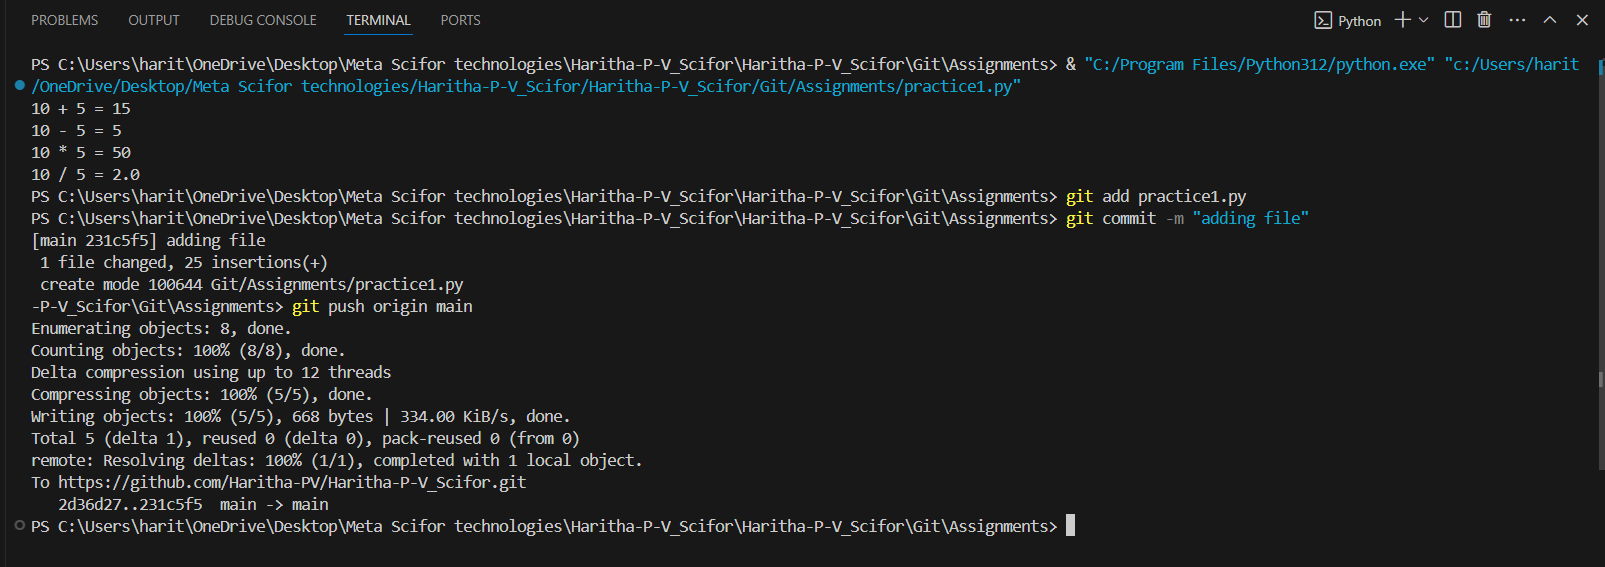 PROBLEMS OUTPUT DEBUG CONSOLE TERMINAL PORTS Python
PS C:\Users\harit\OneDrive\Desktop\Meta Scifor technologies\Haritha-P-V_Scifor\Haritha-P-V_Scifor\Git\Assignments> & "C:/Program Files/Python312/python.exe" "c:/Users/harit
/OneDrive/Desktop/Meta Scifor technologies/Haritha-P-V_Scifor/Haritha-P-V_Scifor/Git/Assignments/practice1.py"
10 + 5 = 15
10 - 5 = 5
10 * 5 = 50
10 / 5 = 2.0
PS C:\Users\harit\OneDrive\Desktop\Meta Scifor technologies\Haritha-P-V_Scifor\Haritha-P-V_Scifor\Git\Assignments> git add practice1.py
PS C:\Users\harit\OneDrive\Desktop\Meta Scifor technologies\Haritha-P-V_Scifor\Haritha-P-V_Scifor\Git\Assignments> git commit -m "adding file"
[main 231c5f5] adding file
 1 file changed, 25 insertions(+)
 create mode 100644 Git/Assignments/practice1.py
-P-V_Scifor\Git\Assignments> git push origin main
Enumerating objects: 8, done.
Counting objects: 100% (8/8), done.
Delta compression using up to 12 threads
Compressing objects: 100% (5/5), done.
Writing objects: 100% (5/5), 668 bytes | 334.00 KiB/s, done.
Total 5 (delta 1), reused 0 (delta 0), pack-reused 0 (from 0)
remote: Resolving deltas: 100% (1/1), completed with 1 local object.
To https://github.com/Haritha-PV/Haritha-P-V_Scifor.git
   2d36d27..231c5f5  main -> main
PS C:\Users\harit\OneDrive\Desktop\Meta Scifor technologies\Haritha-P-V_Scifor\Haritha-P-V_Scifor\Git\Assignments>